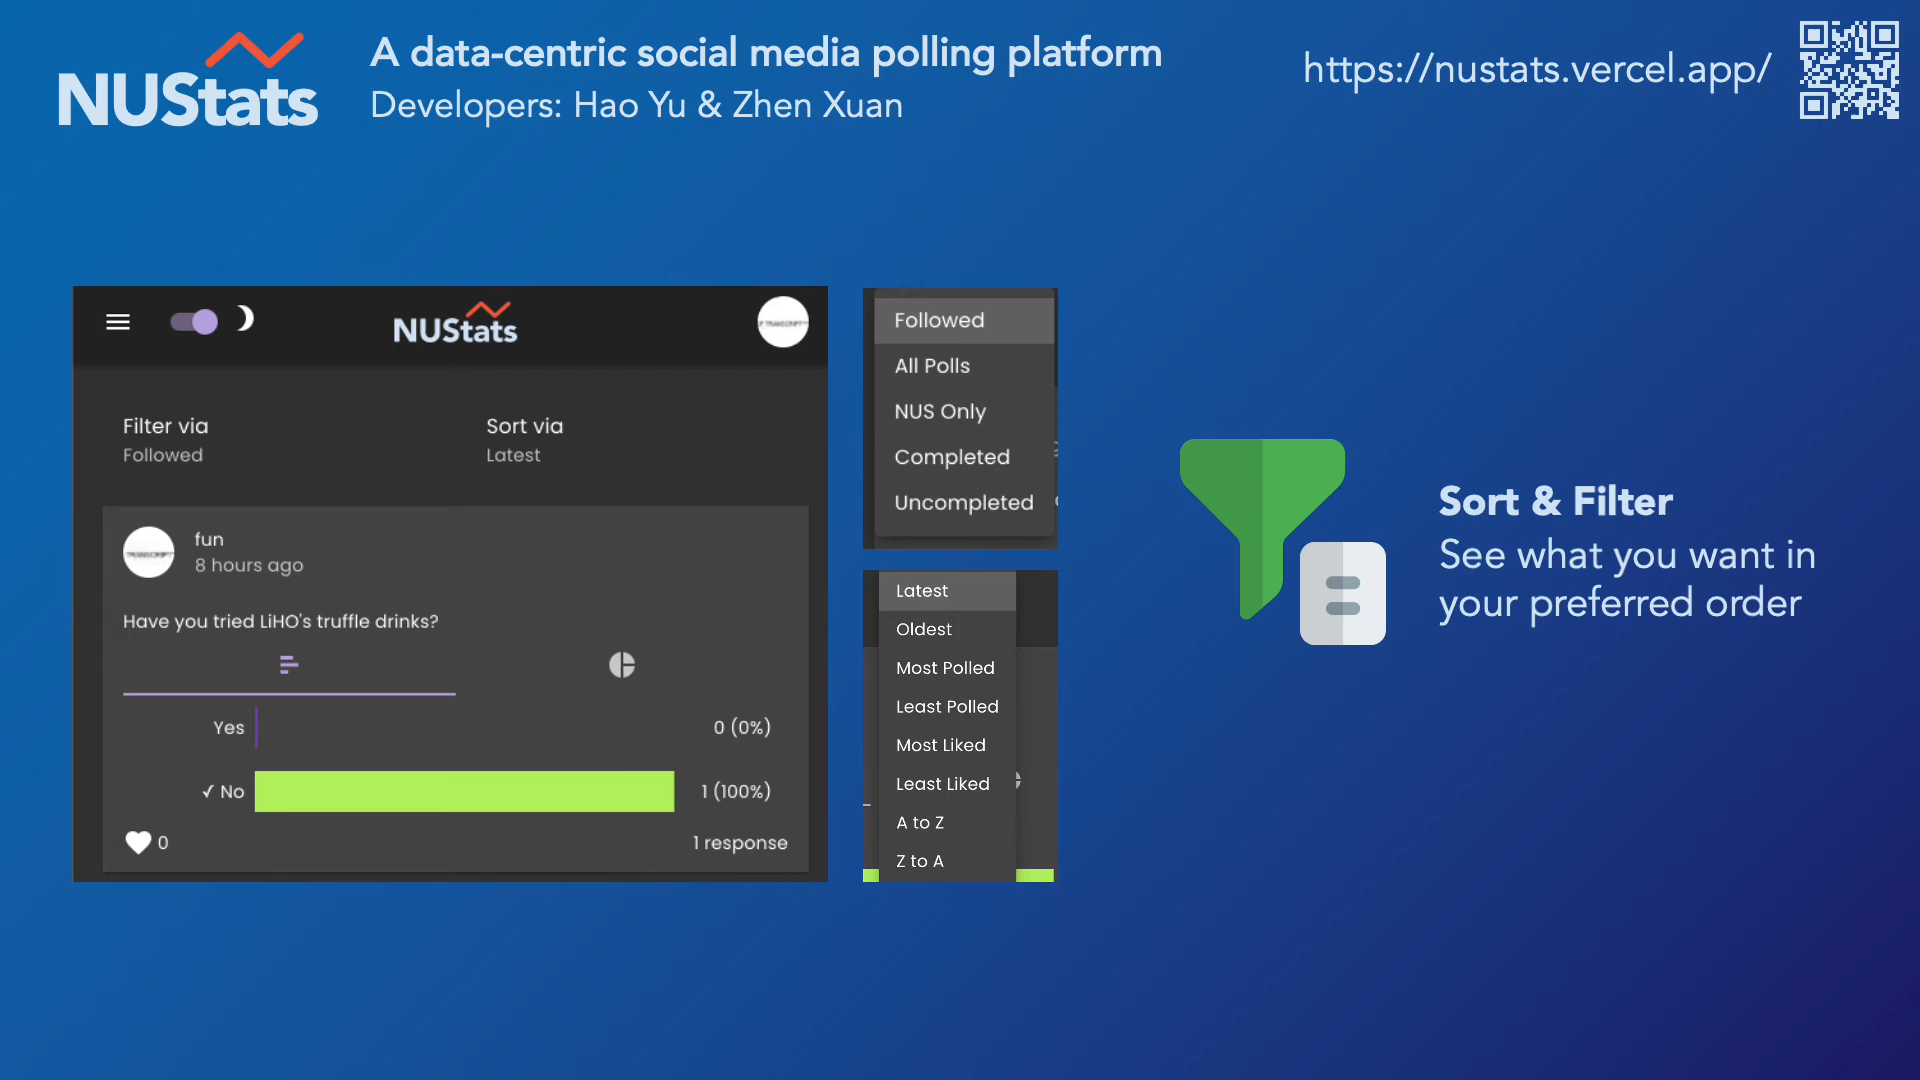 NUStats
A data-centric social media polling platform
Developers: Hao Yu & Zhen Xuan
https://nustats.vercel.app/
NUStats
Filter via
Followed
Sort via
Latest
fun
8 hours ago
Have you tried LiHO's truffle drinks?
Yes
0 (0%)
✓ No
1 (100%)
0
1 response
Followed
All Polls
NUS Only
Completed
Uncompleted
Latest
Oldest
Most Polled
Least Polled
Most Liked
Least Liked
A to Z
Z to A
Sort & Filter
See what you want in
your preferred order